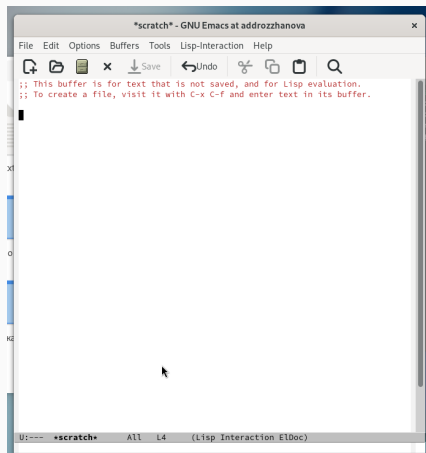 *scratch* - GNU Emacs at addrozzhanova
File Edit Options Buffers Tools Lisp-Interaction Help
Save Undo
;; This buffer is for text that is not saved, and for Lisp evaluation.
;; To create a file, visit it with C-x C-f and enter text in its buffer.
U:--- *scratch* All L4 (Lisp Interaction ElDoc)